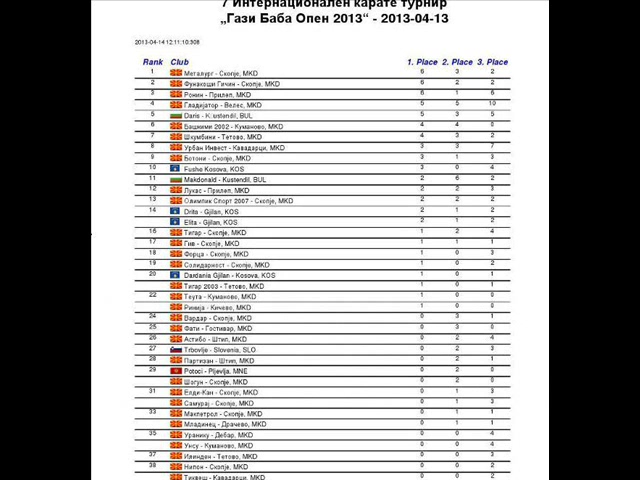 7 Интернационален карате турнир
„Гази Баба Опен 2013“ - 2013-04-13
2013-04-14 12:11:10:308
Rank Club 1. Place 2. Place 3. Place
1 Металург - Скопје, MKD 6 3 2
2 Фунакоши Гичин - Скопје, MKD 6 2 2
3 Ронин - Прилеп, MKD 6 1 6
4 Гладијатор - Велес, MKD 5 5 10
5 Daris - Kustendil, BUL 5 3 5
6 Башкими 2002 - Куманово, MKD 4 4 0
7 Шкумбини - Тетово, MKD 4 3 2
8 Урбан Инвест - Кавадарци, MKD 3 3 7
9 Ботони - Скопје, MKD 3 1 3
10 Fushe Kosova, KOS 3 0 4
11 Makdonald - Kustendil, BUL 2 6 2
12 Лукас - Прилеп, MKD 2 2 3
13 Олимпик Спорт 2007 - Скопје, MKD 2 2 2
14 Drita - Gjilan, KOS 2 1 2
Elita - Gjilan, KOS 2 1 2
16 Тигар - Скопје, MKD 1 2 4
17 Гив - Скопје, MKD 1 1 1
18 Форца - Скопје, MKD 1 0 3
19 Солидарност - Скопје, MKD 1 0 2
20 Dardania Gjilan - Kosova, KOS 1 0 1
Тигар 2003 - Тетово, MKD 1 0 1
22 Теута - Куманово, MKD 1 0 0
Ринија - Кичево, MKD 1 0 0
24 Вардар - Скопје, MKD 0 3 1
25 Фати - Гостивар, MKD 0 3 0
26 Астибо - Штип, MKD 0 2 4
27 Trbovlje - Slovenia, SLO 0 2 3
28 Партизан - Штип, MKD 0 2 1
29 Potoci - Pljevlja, MNE 0 2 0
Шогун - Скопје, MKD 0 2 0
31 Елди-Кан - Скопје, MKD 0 1 3
Самурај - Скопје, MKD 0 1 3
33 Макпетрол - Скопје, MKD 0 1 1
Младинец - Драчево, MKD 0 1 1
35 Уранику - Дебар, MKD 0 0 4
Унсу - Куманово, MKD 0 0 4
37 Илинден - Тетово, MKD 0 0 3
38 Нипон - Скопје, MKD 0 0 2
Тиквеш - Кавадарци, MKD 0 0 2